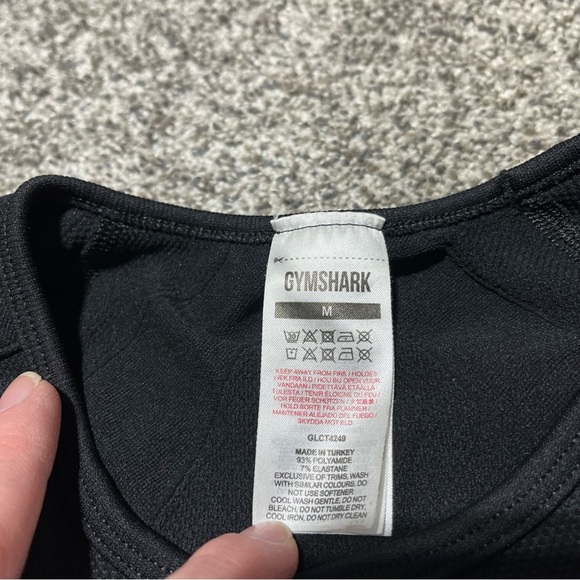 GYMSHARK
M
30
KEEP AWAY FROM FIRE / HOLDES
VÆK FRA ILD / HOU BIJ OPEN VUUR
VANDAAN / PIDETTÄVÄ ETÄÄLLÄ
TULESTA / TENIR ÉLOIGNÉ DU FEU /
VOR FEUER SCHÜTZEN /
HOLD BORTE FRA FLAMMER /
MANTENER ALEJADO DEL FUEGO /
SKYDDA MOT ELD.
GLCT4249
MADE IN TURKEY
93% POLYAMIDE
7% ELASTANE
EXCLUSIVE OF TRIMS, WASH
WITH SIMILAR COLOURS, DO
NOT USE SOFTENER
COOL WASH GENTLE, DO NOT
BLEACH, DO NOT TUMBLE DRY,
COOL IRON, DO NOT DRY CLEAN